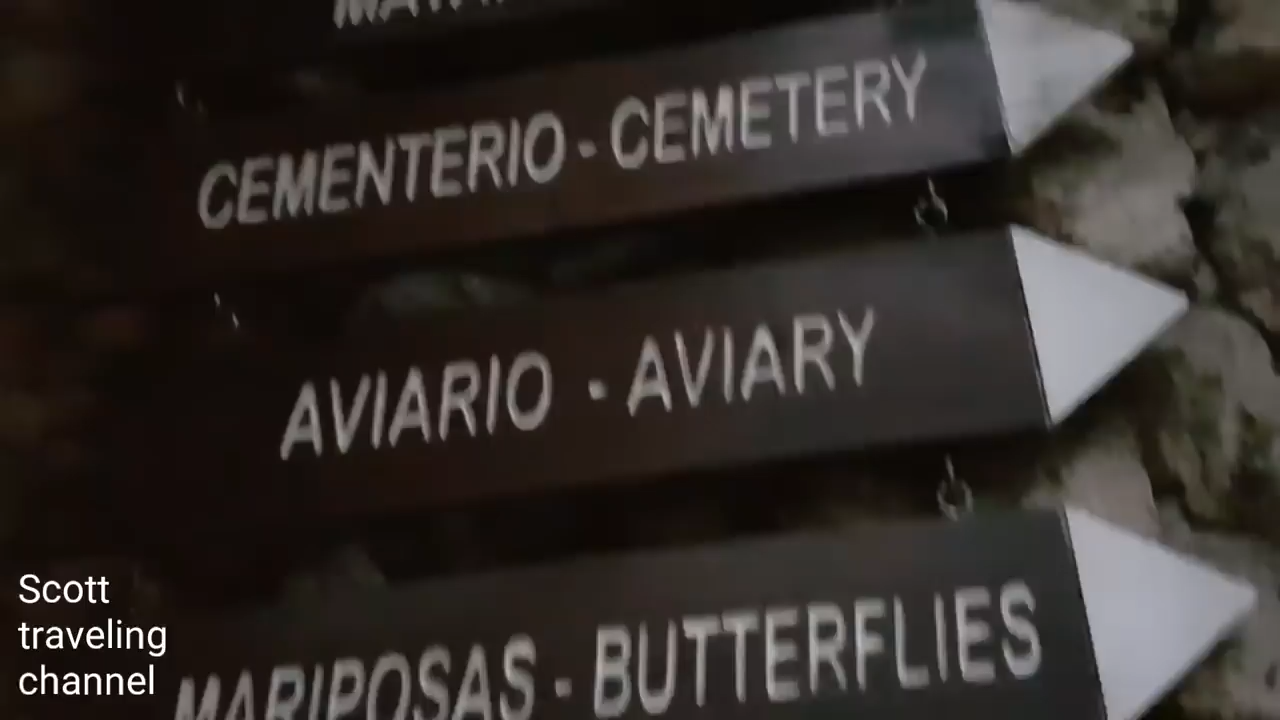 CEMENTERIO - CEMETERY
AVIARIO - AVIARY
MARIPOSAS - BUTTERFLIES
Scott
traveling
channel